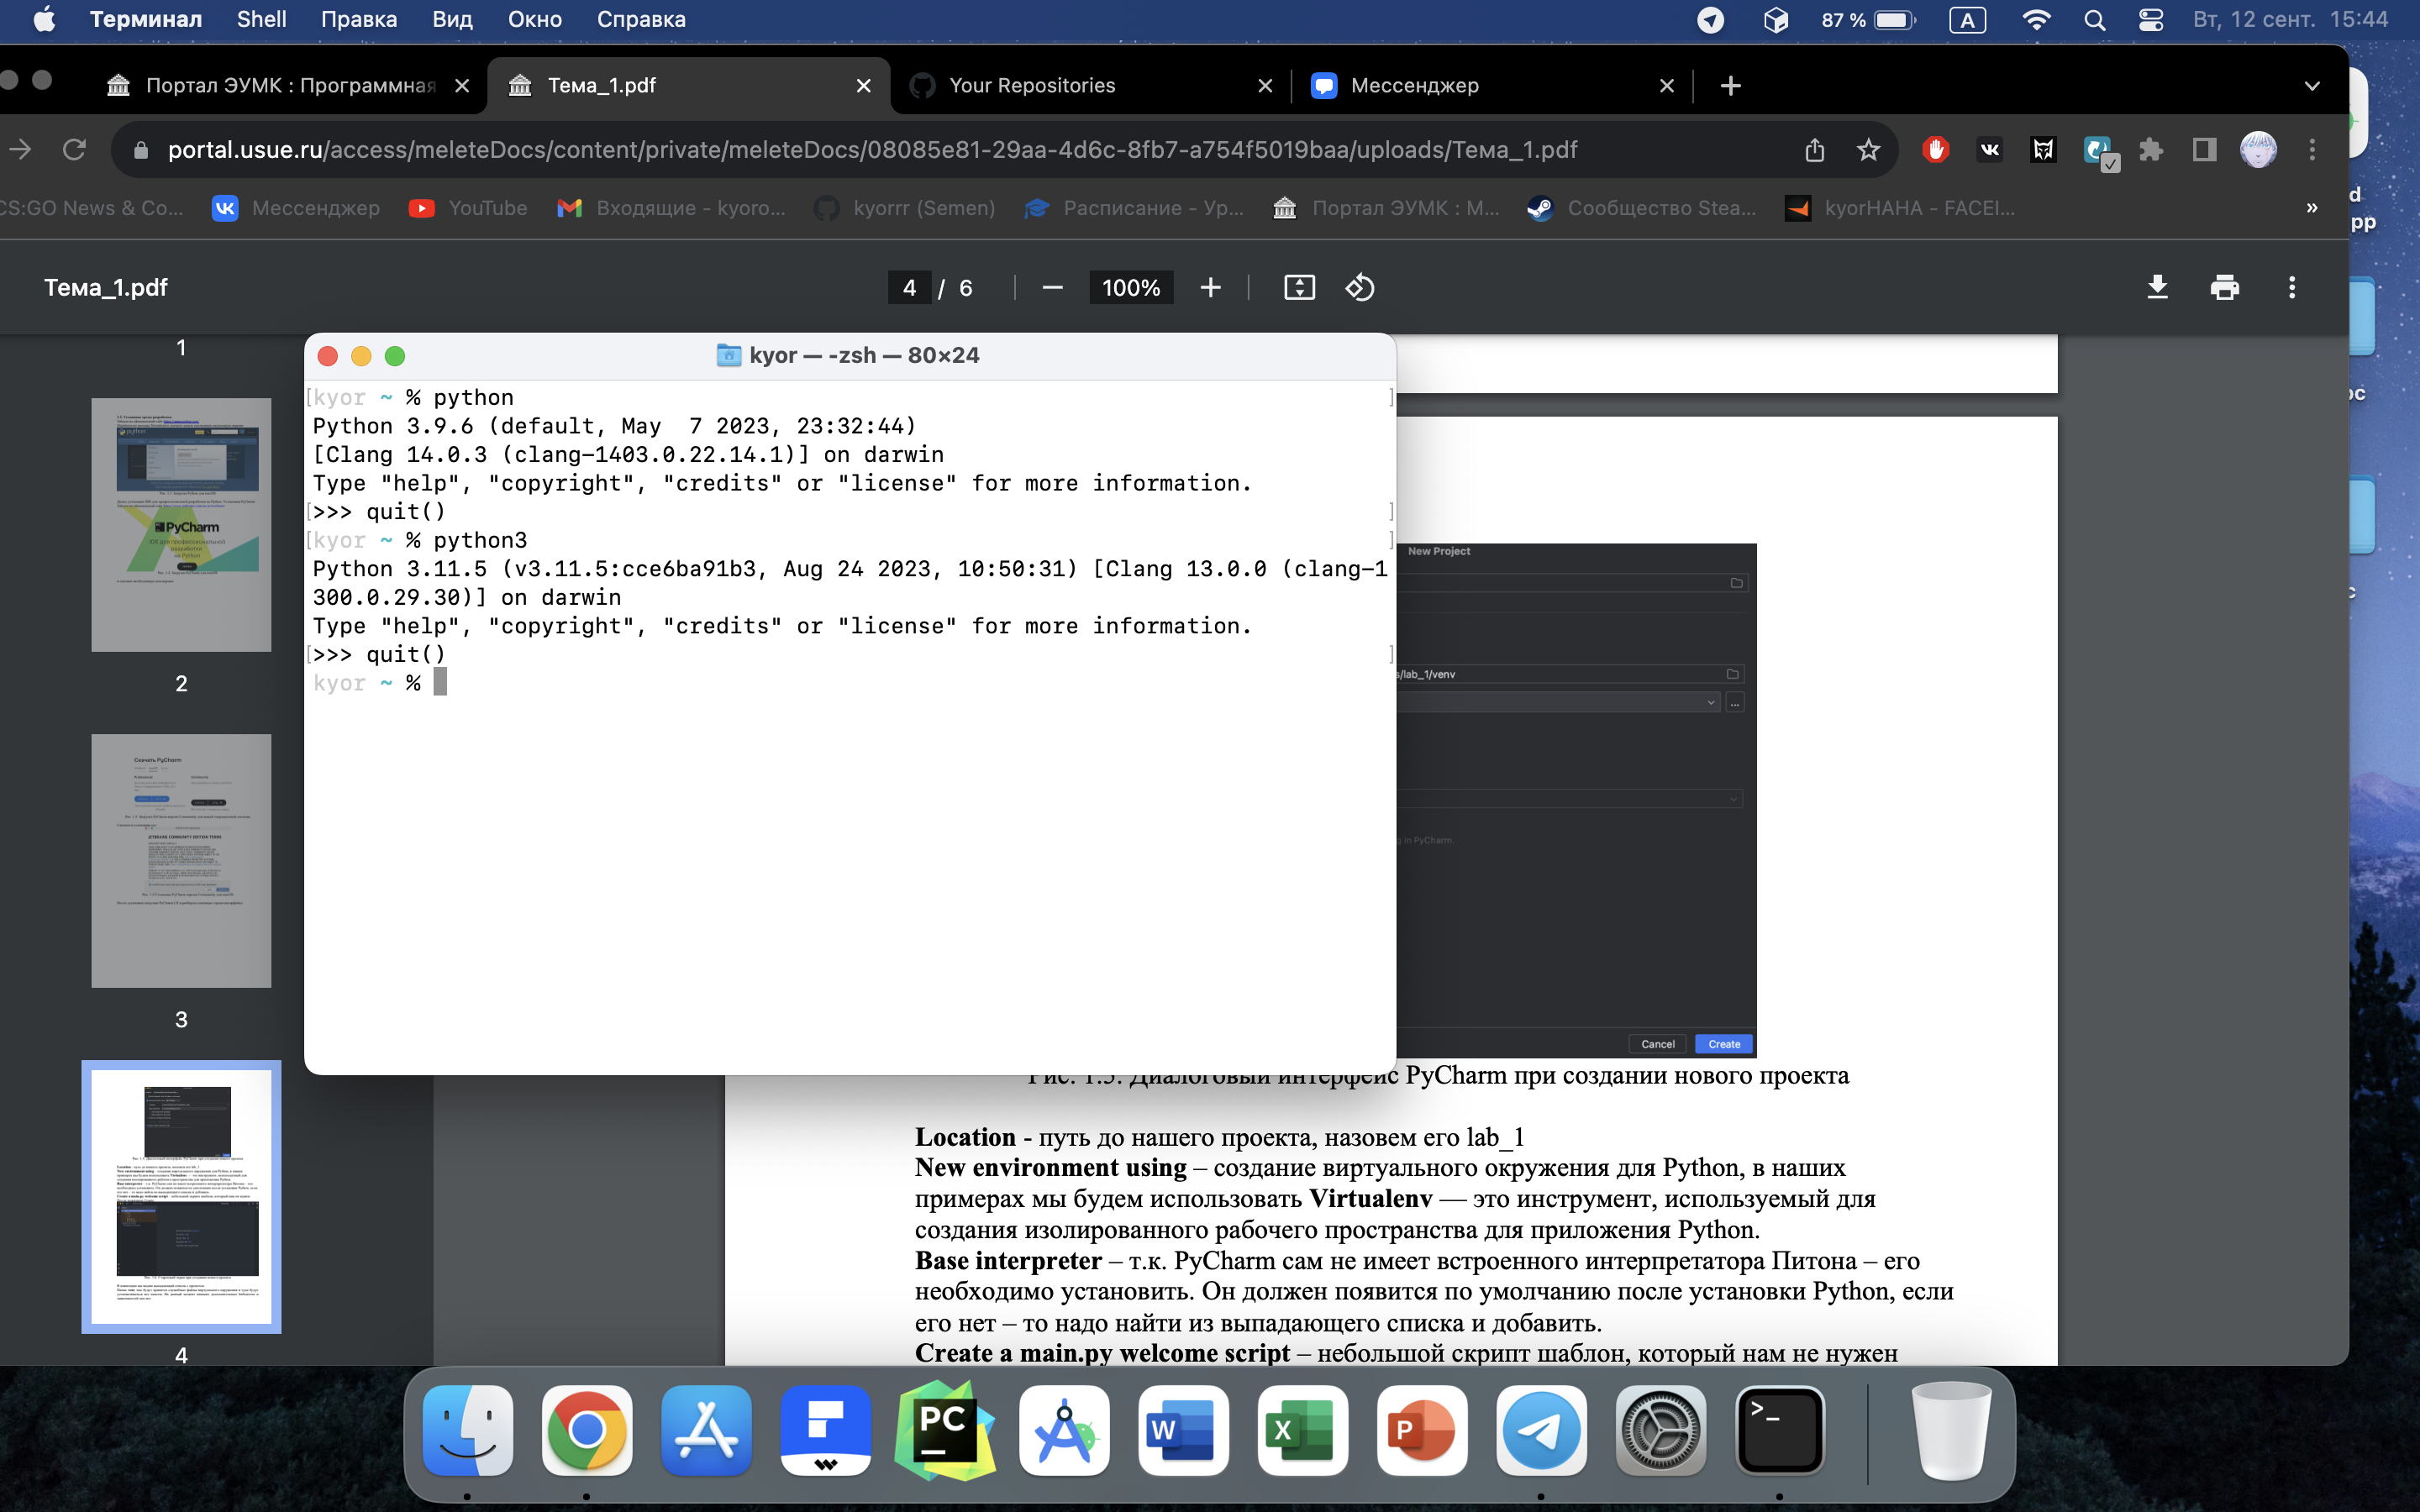 Терминал Shell Правка Вид Окно Справка 87 % A Вт, 12 сент. 15:44
Портал ЭУМК : Программная
Тема_1.pdf
Your Repositories
Мессенджер
portal.usue.ru/access/meleteDocs/content/private/meleteDocs/08085e81-29aa-4d6c-8fb7-a754f5019baa/uploads/Тема_1.pdf
CS:GO News & Co... Мессенджер YouTube Входящие - kyoro... kyorrr (Semen) Расписание - Ур... Портал ЭУМК : М... Сообщество Stea... kyorHAHA - FACEI... »
Тема_1.pdf 4 / 6 100%
1
2
3
4
kyor — -zsh — 80×24
kyor ~ % python
Python 3.9.6 (default, May  7 2023, 23:32:44)
[Clang 14.0.3 (clang-1403.0.22.14.1)] on darwin
Type "help", "copyright", "credits" or "license" for more information.
>>> quit()
kyor ~ % python3
Python 3.11.5 (v3.11.5:cce6ba91b3, Aug 24 2023, 10:50:31) [Clang 13.0.0 (clang-1
300.0.29.30)] on darwin
Type "help", "copyright", "credits" or "license" for more information.
>>> quit()
kyor ~ %
New Project
s/lab_1/venv
...
g in PyCharm.
Cancel Create
Рис. 1.5. Диалоговый интерфейс PyCharm при создании нового проекта
Location - путь до нашего проекта, назовем его lab_1
New environment using – создание виртуального окружения для Python, в наших
примерах мы будем использовать Virtualenv — это инструмент, используемый для
создания изолированного рабочего пространства для приложения Python.
Base interpreter – т.к. PyCharm сам не имеет встроенного интерпретатора Питона – его
необходимо установить. Он должен появится по умолчанию после установки Python, если
его нет – то надо найти из выпадающего списка и добавить.
Create a main.py welcome script – небольшой скрипт шаблон, который нам не нужен
PyCharm
Скачать PyCharm
PC
W
X
P